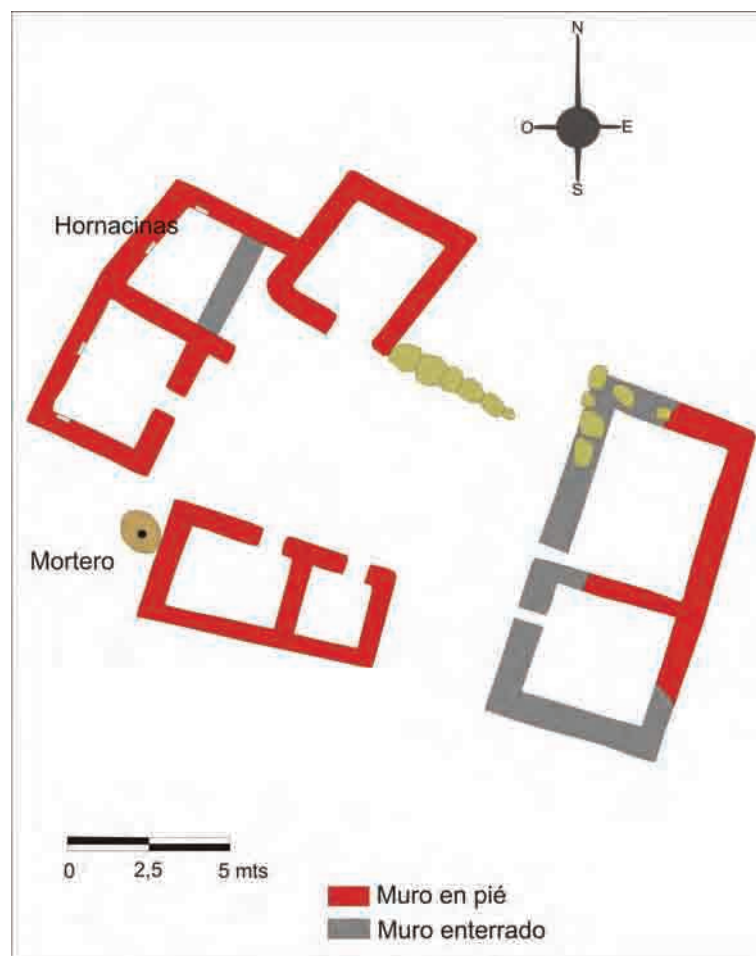 N
O E
S
Hornacinas
Mortero
0 2,5 5 mts
Muro en pié
Muro enterrado